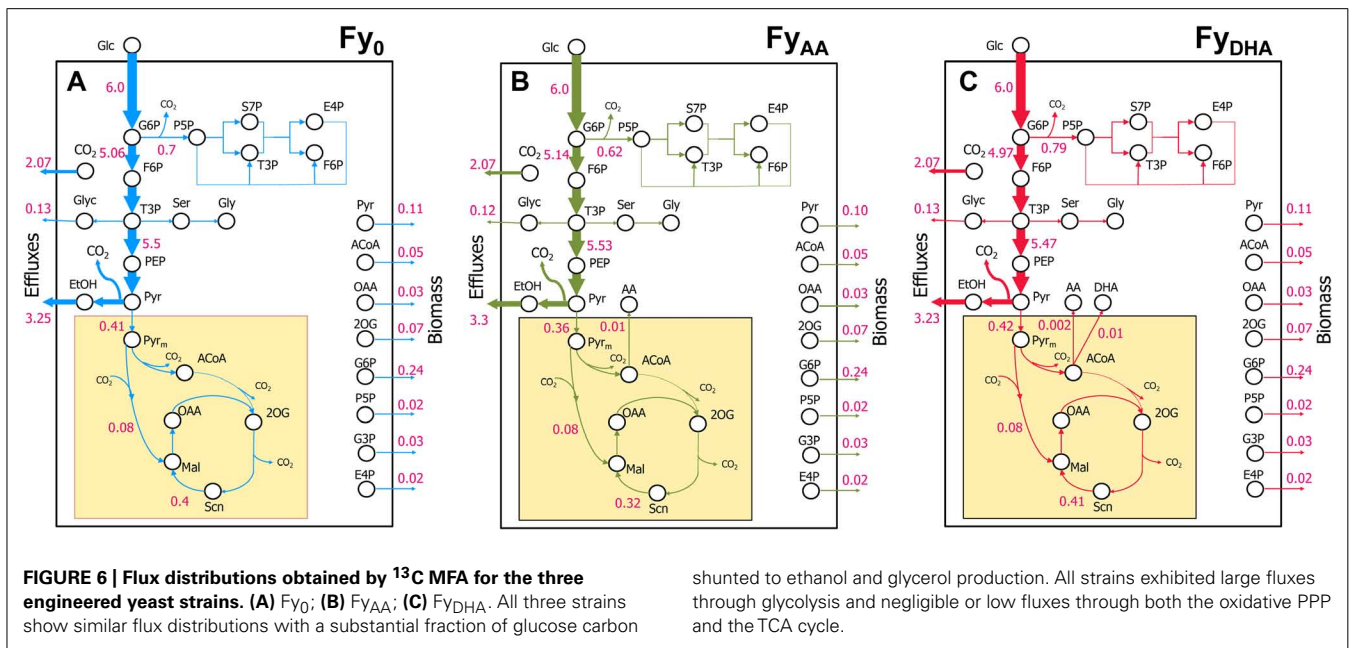 Fy0
A
Glc
6.0
G6P
CO2
P5P
0.7
S7P
E4P
T3P
F6P
5.06
CO2
2.07
F6P
0.13
Glyc
T3P
Ser
Gly
5.5
PEP
CO2
EtOH
Pyr
3.25
Effluxes
0.41
Pyrm
CO2
ACoA
CO2
CO2
OAA
2OG
0.08
Mal
CO2
0.4
Scn
Pyr
0.11
ACoA
0.05
OAA
0.03
2OG
0.07
G6P
0.24
P5P
0.02
G3P
0.03
E4P
0.02
Biomass
FyAA
B
Glc
6.0
G6P
CO2
P5P
0.62
S7P
E4P
T3P
F6P
5.14
CO2
2.07
F6P
0.12
Glyc
T3P
Ser
Gly
5.53
PEP
CO2
EtOH
Pyr
AA
3.3
Effluxes
0.36
0.01
Pyrm
CO2
ACoA
CO2
CO2
OAA
2OG
0.08
Mal
CO2
0.32
Scn
Pyr
0.10
ACoA
0.05
OAA
0.03
2OG
0.07
G6P
0.24
P5P
0.02
G3P
0.03
E4P
0.02
Biomass
FyDHA
C
Glc
6.0
G6P
CO2
P5P
0.79
S7P
E4P
T3P
F6P
4.97
CO2
2.07
F6P
0.13
Glyc
T3P
Ser
Gly
5.47
PEP
CO2
EtOH
Pyr
AA
DHA
3.23
Effluxes
0.42
0.002
0.01
Pyrm
CO2
ACoA
CO2
CO2
OAA
2OG
0.08
Mal
CO2
0.41
Scn
Pyr
0.11
ACoA
0.05
OAA
0.03
2OG
0.07
G6P
0.24
P5P
0.02
G3P
0.03
E4P
0.02
Biomass
FIGURE 6 | Flux distributions obtained by 13C MFA for the three
engineered yeast strains. (A) Fy0; (B) FyAA; (C) FyDHA. All three strains
show similar flux distributions with a substantial fraction of glucose carbon
shunted to ethanol and glycerol production. All strains exhibited large fluxes
through glycolysis and negligible or low fluxes through both the oxidative PPP
and the TCA cycle.